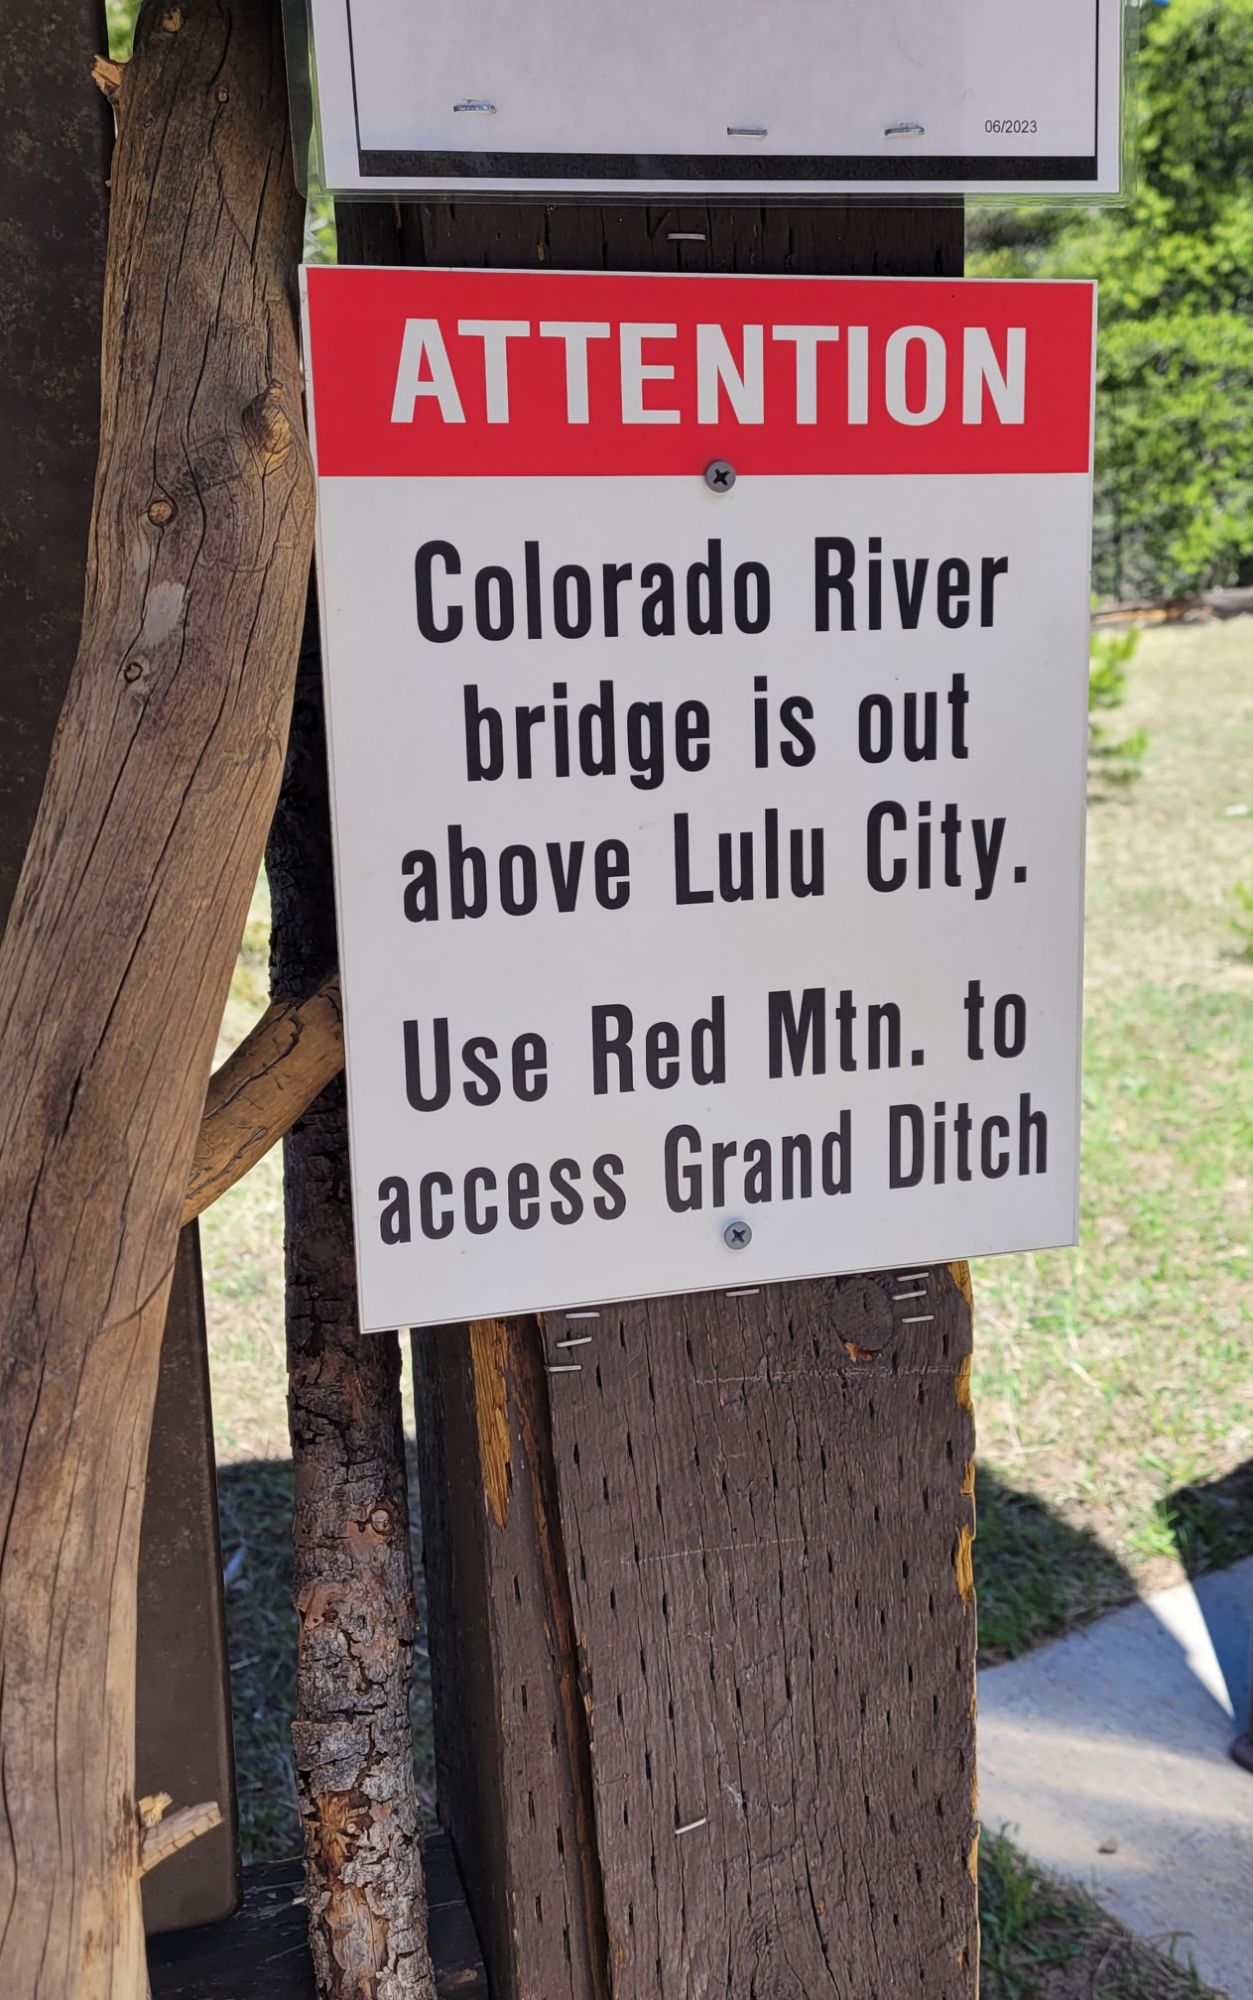 06/2023
ATTENTION
Colorado River
bridge is out
above Lulu City.
Use Red Mtn. to
access Grand Ditch